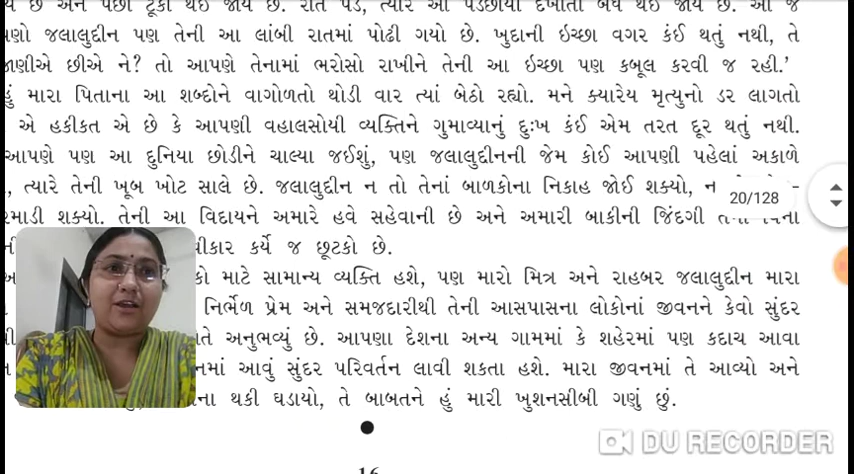 છે અને પછી ટૂંકા થઈ જાય છે. રાત પડે, ત્યારે આ પડછાયા દેખાતા બંધ થઈ જાય છે. આ જ
જલાલુદ્દીન પણ તેની આ લાંબી રાતમાં પોઢી ગયો છે. ખુદાની ઇચ્છા વગર કંઈ થતું નથી, તે
છીએ ને? તો આપણે તેનામાં ભરોસો રાખીને તેની આ ઇચ્છા પણ કબૂલ કરવી જ રહી.'
હું મારા પિતાના આ શબ્દોને વાગોળતો થોડી વાર ત્યાં બેઠો રહ્યો. મને ક્યારેય મૃત્યુનો ડર લાગતો
એ હકીકત એ છે કે આપણી વહાલસોયી વ્યક્તિને ગુમાવ્યાનું દુઃખ કંઈ એમ તરત દૂર થતું નથી.
આપણે પણ આ દુનિયા છોડીને ચાલ્યા જઈશું, પણ જલાલુદ્દીનની જેમ કોઈ આપણી પહેલાં અકાળે
, ત્યારે તેની ખૂબ ખોટ સાલે છે. જલાલુદ્દીન ન તો તેનાં બાળકોના નિકાહ જોઈ શક્યો, ન
20/128
શક્યો. તેની આ વિદાયને અમારે હવે સહેવાની છે અને અમારી બાકીની જિંદગી
કર્યે જ છૂટકો છે.
માટે સામાન્ય વ્યક્તિ હશે, પણ મારો મિત્ર અને રાહબર જલાલુદ્દીન મારા
નિર્ભેળ પ્રેમ અને સમજદારીથી તેની આસપાસના લોકોનાં જીવનને કેવો સુંદર
અનુભવ્યું છે. આપણા દેશના અન્ય ગામમાં કે શહેરમાં પણ કદાચ આવા
આવું સુંદર પરિવર્તન લાવી શકતા હશે. મારા જીવનમાં તે આવ્યો અને
થકી ઘડાયો, તે બાબતને હું મારી ખુશનસીબી ગણું છું.
DU RECORDER
16